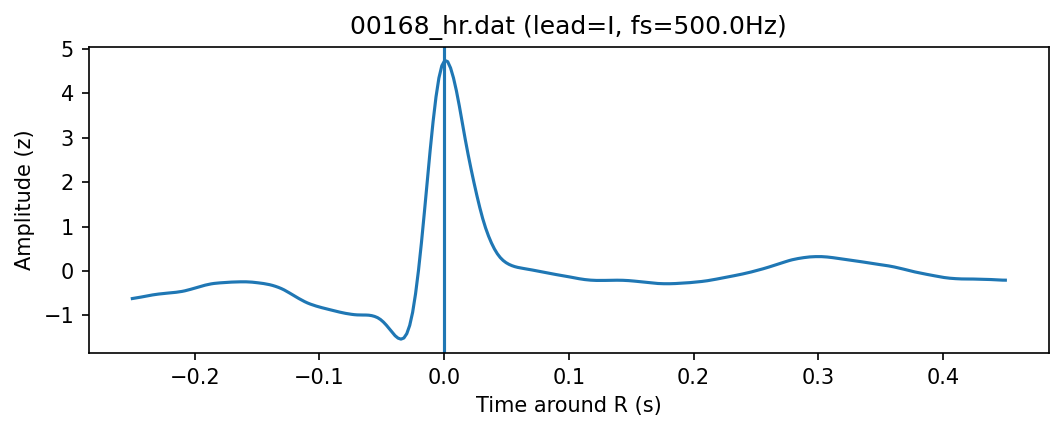 00168_hr.dat (lead=I, fs=500.0Hz)
Amplitude (z)
5
4
3
2
1
0
−1
−0.2 −0.1 0.0 0.1 0.2 0.3 0.4
Time around R (s)